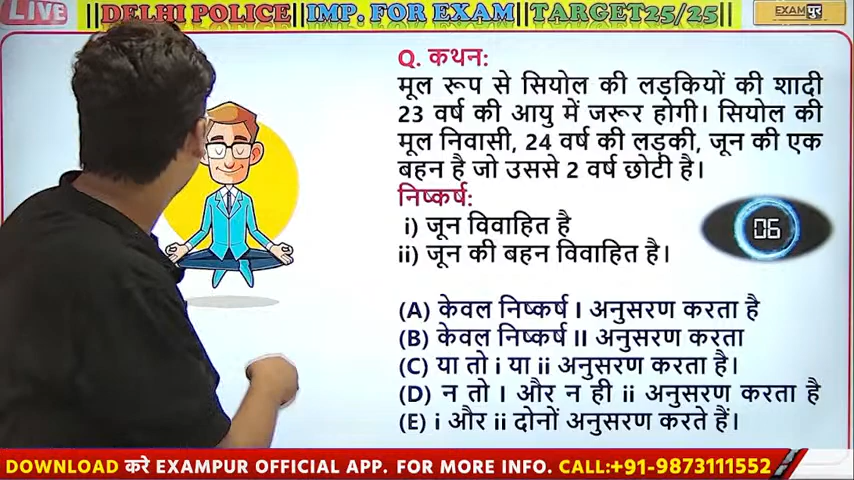 LIVE
||DELHI POLICE||IMP. FOR EXAM||TARGET25/25||
EXAMपुर
Q. कथन:
मूल रूप से सियोल की लड़कियों की शादी
23 वर्ष की आयु में जरूर होगी। सियोल की
मूल निवासी, 24 वर्ष की लड़की, जून की एक
बहन है जो उससे 2 वर्ष छोटी है।
निष्कर्ष:
i) जून विवाहित है
ii) जून की बहन विवाहित है।
06
(A) केवल निष्कर्ष I अनुसरण करता है
(B) केवल निष्कर्ष II अनुसरण करता
(C) या तो i या ii अनुसरण करता है।
(D) न तो I और न ही ii अनुसरण करता है
(E) i और ii दोनों अनुसरण करते हैं।
DOWNLOAD करे EXAMPUR OFFICIAL APP. FOR MORE INFO. CALL:+91-9873111552